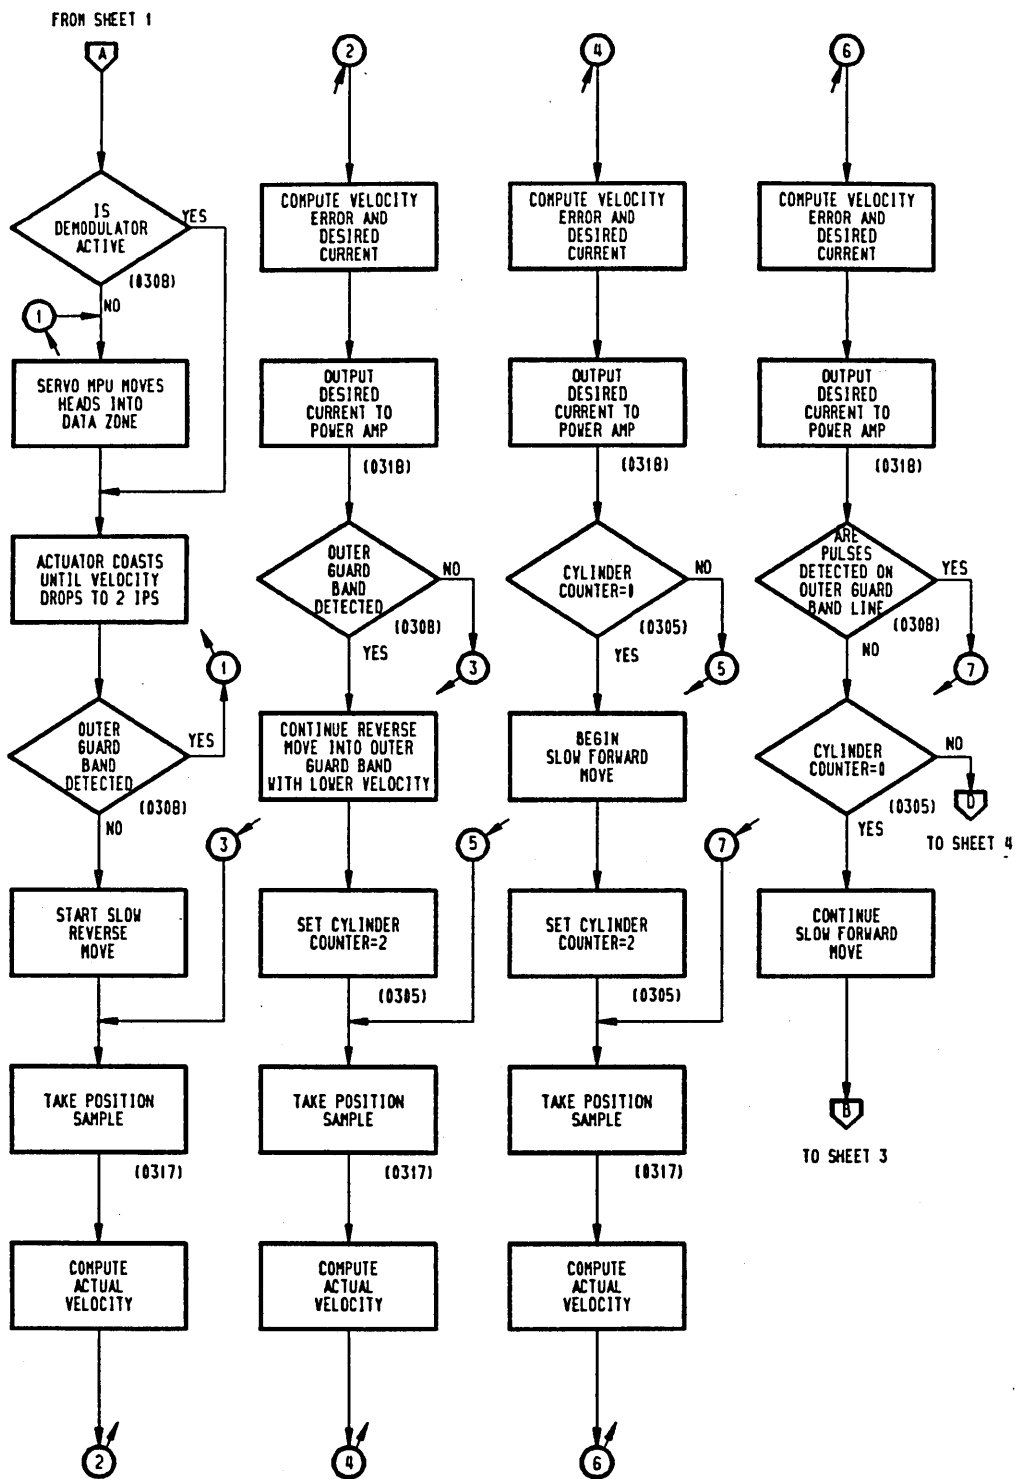 FROM SHEET 1
A
IS
DEMODULATOR
ACTIVE
YES
(0308)
NO
1
SERVO MPU MOVES
HEADS INTO
DATA ZONE
ACTUATOR COASTS
UNTIL VELOCITY
DROPS TO 2 IPS
1
OUTER
GUARD
BAND
DETECTED
YES
(0308)
NO
3
START SLOW
REVERSE
MOVE
TAKE POSITION
SAMPLE
(0317)
COMPUTE
ACTUAL
VELOCITY
2
2
COMPUTE VELOCITY
ERROR AND
DESIRED
CURRENT
OUTPUT
DESIRED
CURRENT TO
POWER AMP
(0318)
OUTER
GUARD
BAND
DETECTED
NO
(0308)
YES
3
CONTINUE REVERSE
MOVE INTO OUTER
GUARD BAND
WITH LOWER VELOCITY
5
SET CYLINDER
COUNTER=2
(0305)
TAKE POSITION
SAMPLE
(0317)
COMPUTE
ACTUAL
VELOCITY
4
4
COMPUTE VELOCITY
ERROR AND
DESIRED
CURRENT
OUTPUT
DESIRED
CURRENT TO
POWER AMP
(0318)
CYLINDER
COUNTER=0
NO
(0305)
YES
5
BEGIN
SLOW FORWARD
MOVE
7
SET CYLINDER
COUNTER=2
(0305)
TAKE POSITION
SAMPLE
(0317)
COMPUTE
ACTUAL
VELOCITY
6
6
COMPUTE VELOCITY
ERROR AND
DESIRED
CURRENT
OUTPUT
DESIRED
CURRENT TO
POWER AMP
(0318)
ARE
PULSES
DETECTED ON
OUTER GUARD
BAND LINE
YES
(0308)
NO
7
CYLINDER
COUNTER=0
NO
(0305)
D
YES
TO SHEET 4
CONTINUE
SLOW FORWARD
MOVE
B
TO SHEET 3